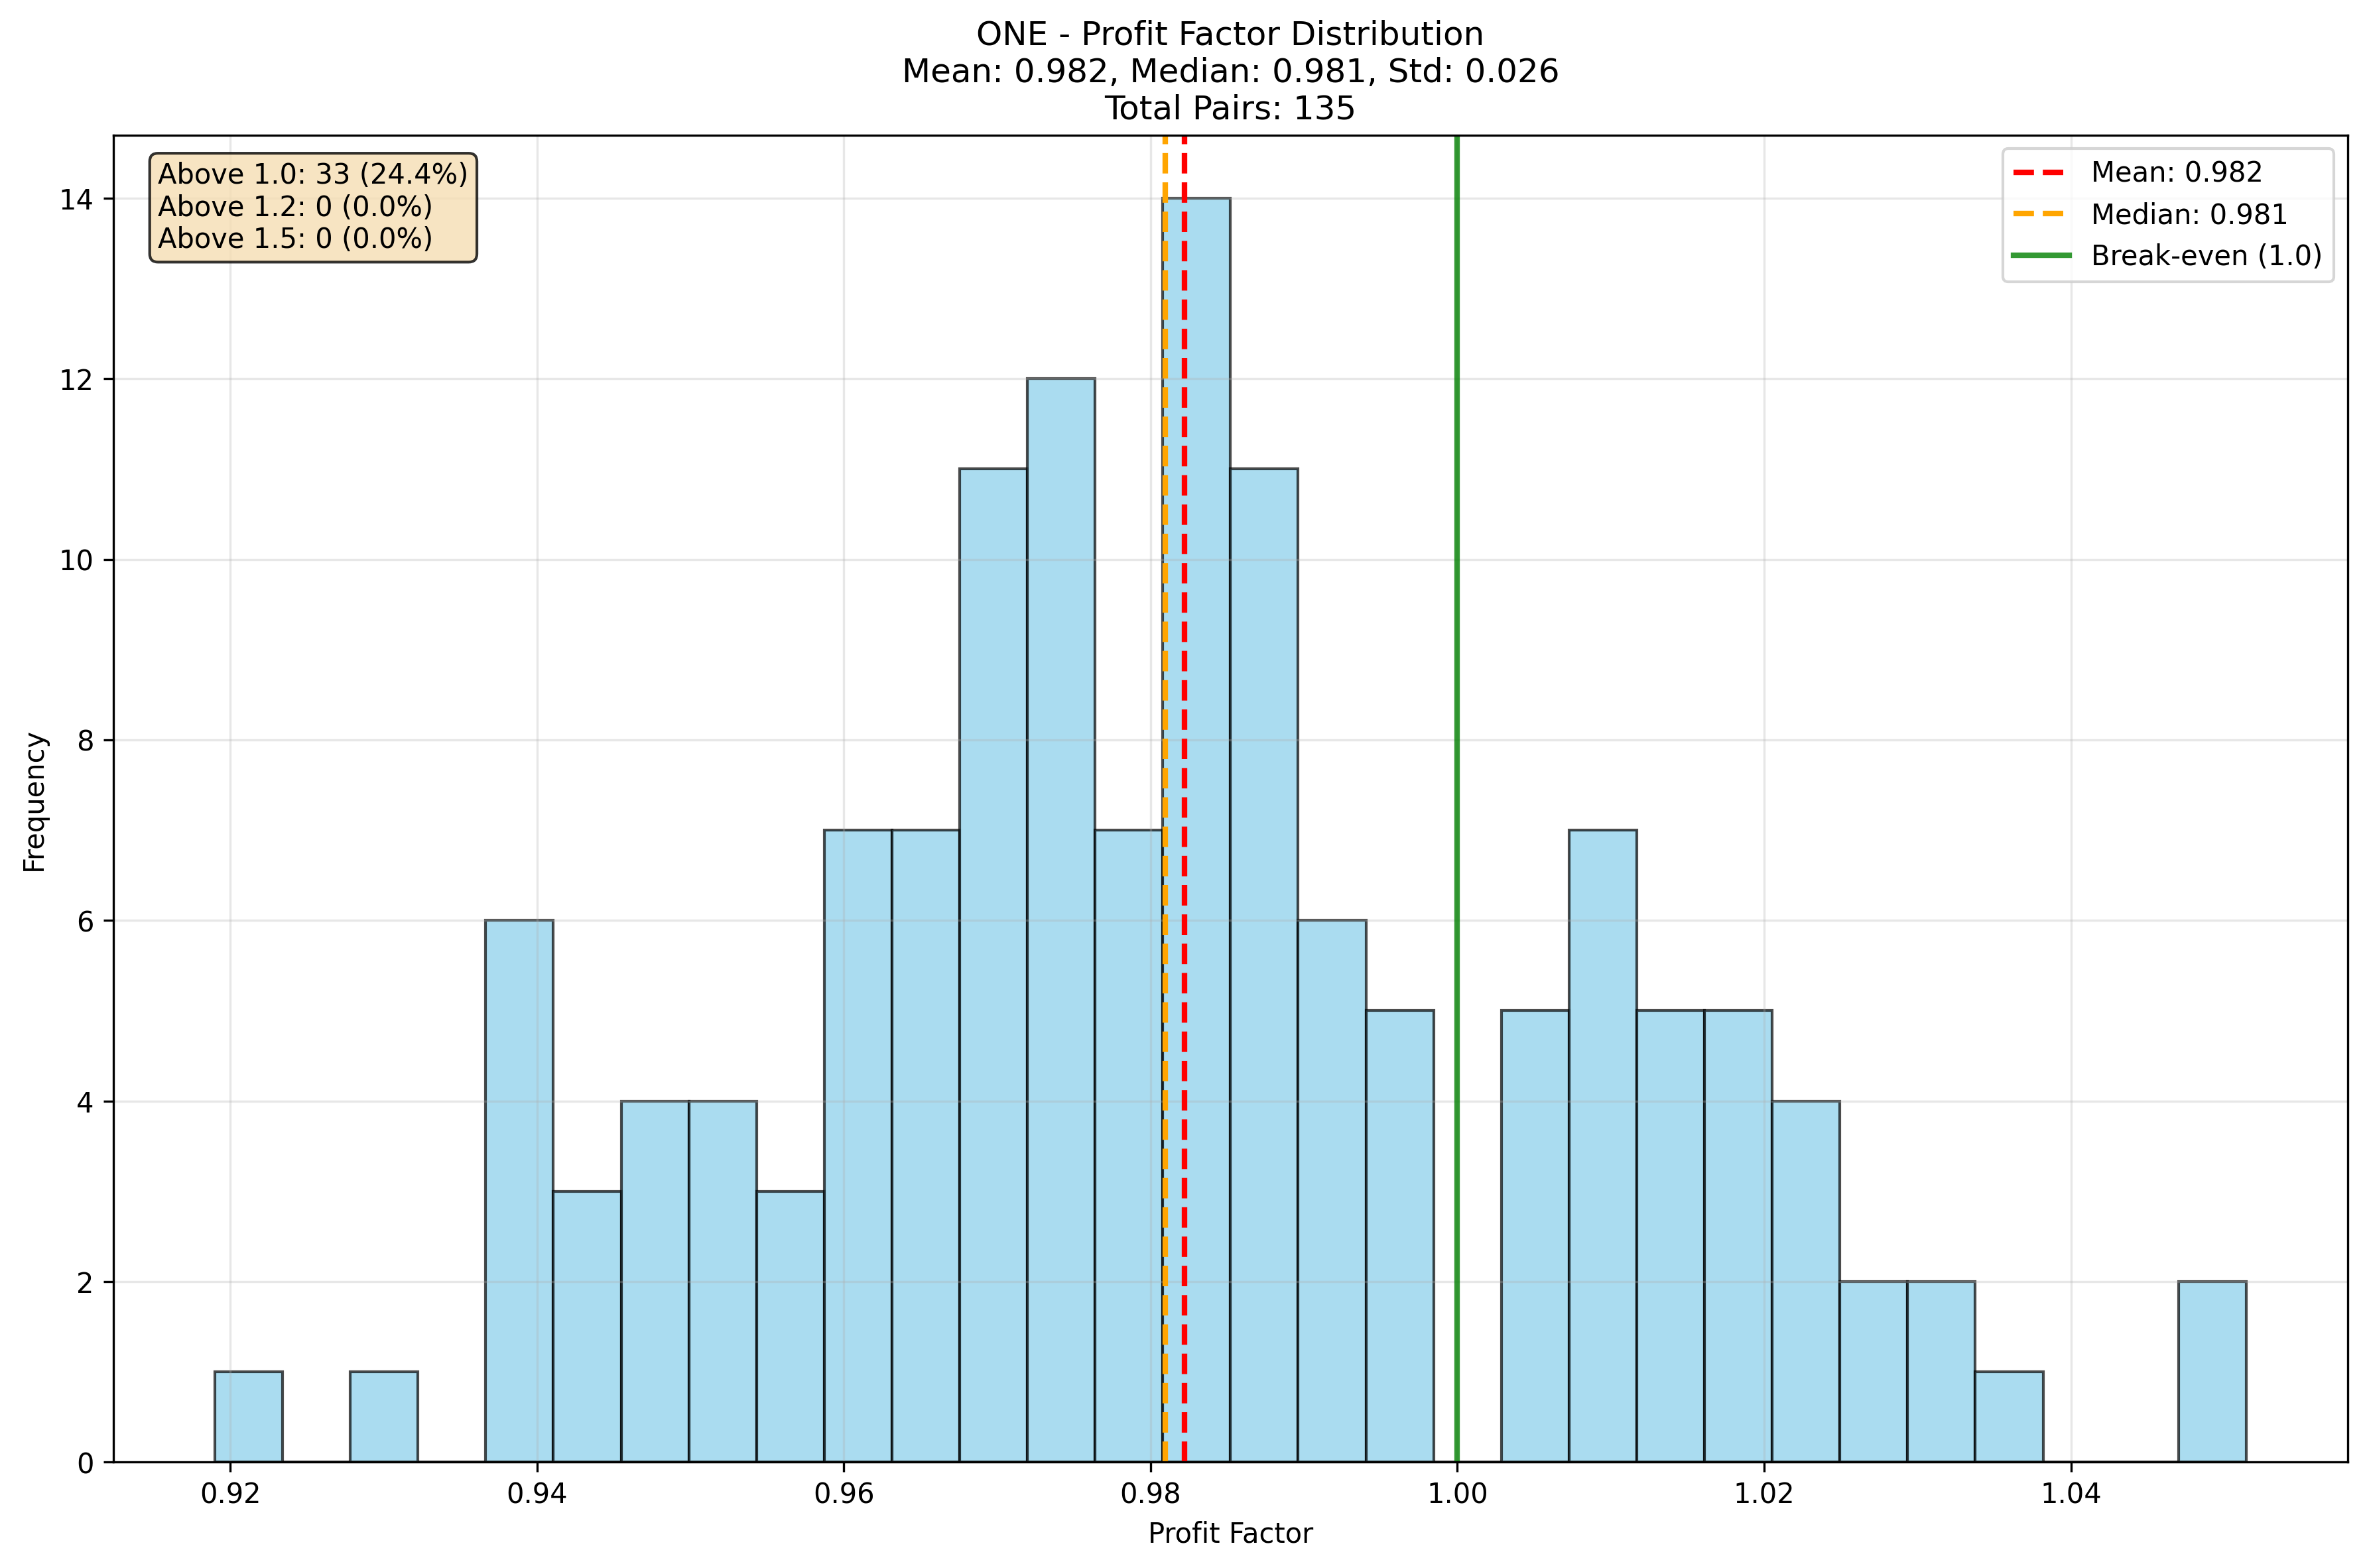 ONE - Profit Factor Distribution
Mean: 0.982, Median: 0.981, Std: 0.026
Total Pairs: 135
Above 1.0: 33 (24.4%)
Above 1.2: 0 (0.0%)
Above 1.5: 0 (0.0%)
Mean: 0.982
Median: 0.981
Break-even (1.0)
14
12
10
8
6
4
2
0
Frequency
0.92
0.94
0.96
0.98
1.00
1.02
1.04
Profit Factor